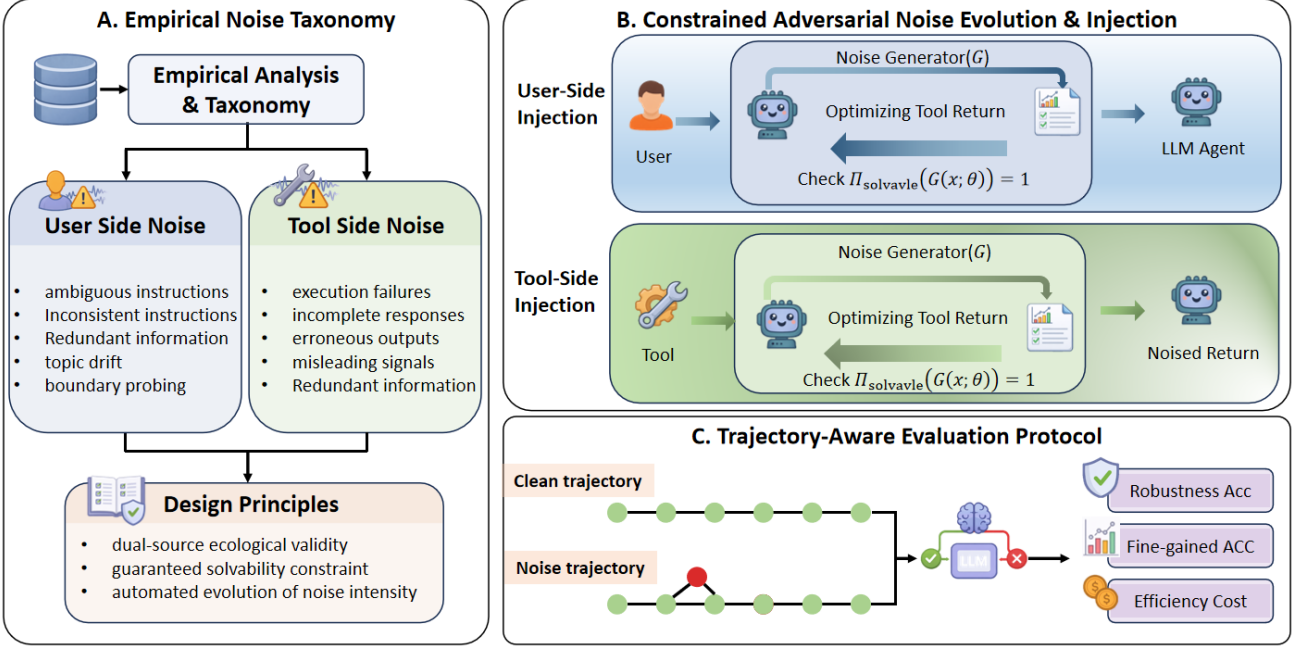 A. Empirical Noise Taxonomy
Empirical Analysis
& Taxonomy
User Side Noise
• ambiguous instructions
• Inconsistent instructions
• Redundant information
• topic drift
• boundary probing
Tool Side Noise
• execution failures
• incomplete responses
• erroneous outputs
• misleading signals
• Redundant information
Design Principles
• dual-source ecological validity
• guaranteed solvability constraint
• automated evolution of noise intensity
B. Constrained Adversarial Noise Evolution & Injection
User-Side
Injection
User
Noise Generator(G)
Optimizing Tool Return
Check Π_solvavle(G(x; θ)) = 1
LLM Agent
Tool-Side
Injection
Tool
Noise Generator(G)
Optimizing Tool Return
Check Π_solvavle(G(x; θ)) = 1
Noised Return
C. Trajectory-Aware Evaluation Protocol
Clean trajectory
Noise trajectory
LLM
Robustness Acc
Fine-gained ACC
Efficiency Cost